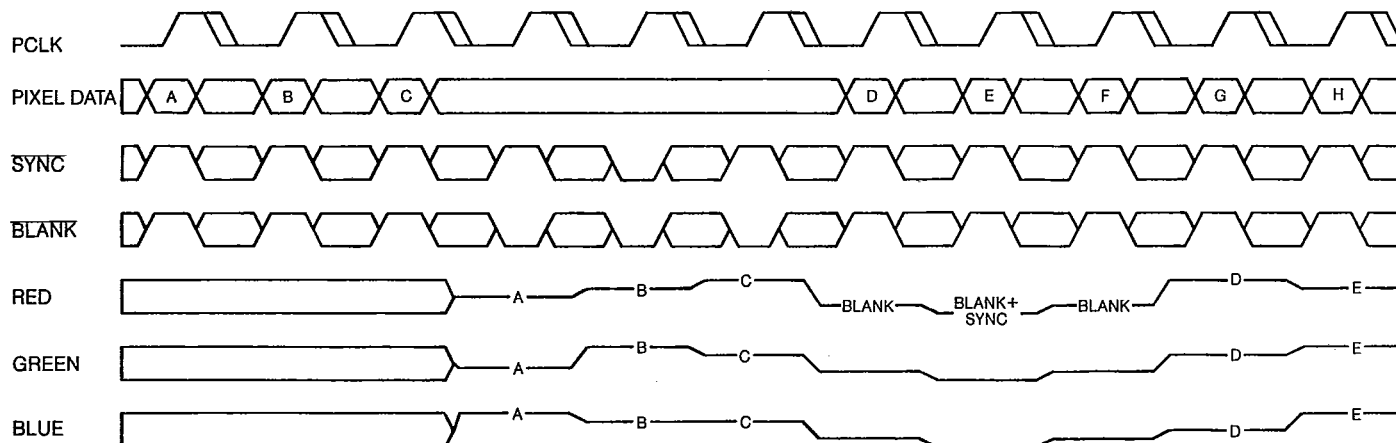 PCLK
PIXEL DATA A B C D E F G H
SYNC
BLANK
RED A B C BLANK BLANK+ SYNC BLANK D E
GREEN A B C D E
BLUE A B C D E